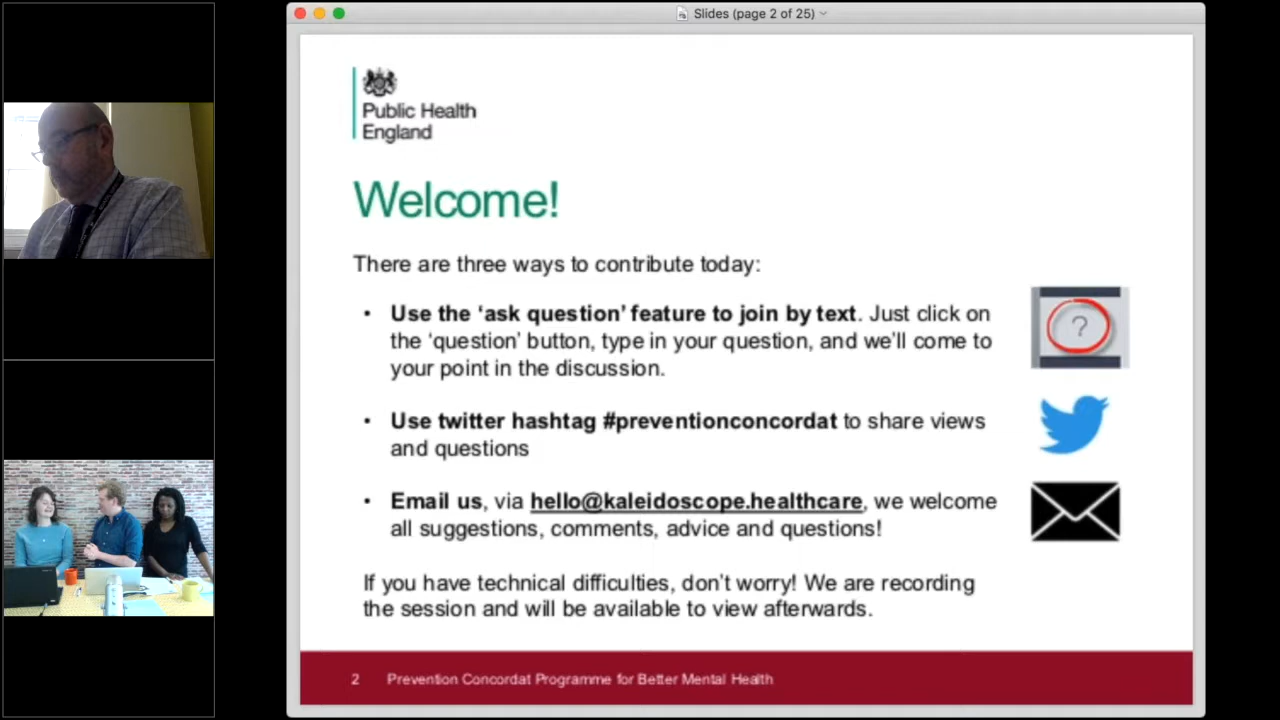 Slides (page 2 of 25)
Public Health
England
Welcome!
There are three ways to contribute today:
• Use the ‘ask question’ feature to join by text. Just click on
the ‘question’ button, type in your question, and we’ll come to
your point in the discussion.
?
• Use twitter hashtag #preventionconcordat to share views
and questions
• Email us, via hello@kaleidoscope.healthcare, we welcome
all suggestions, comments, advice and questions!
If you have technical difficulties, don’t worry! We are recording
the session and will be available to view afterwards.
2 Prevention Concordat Programme for Better Mental Health